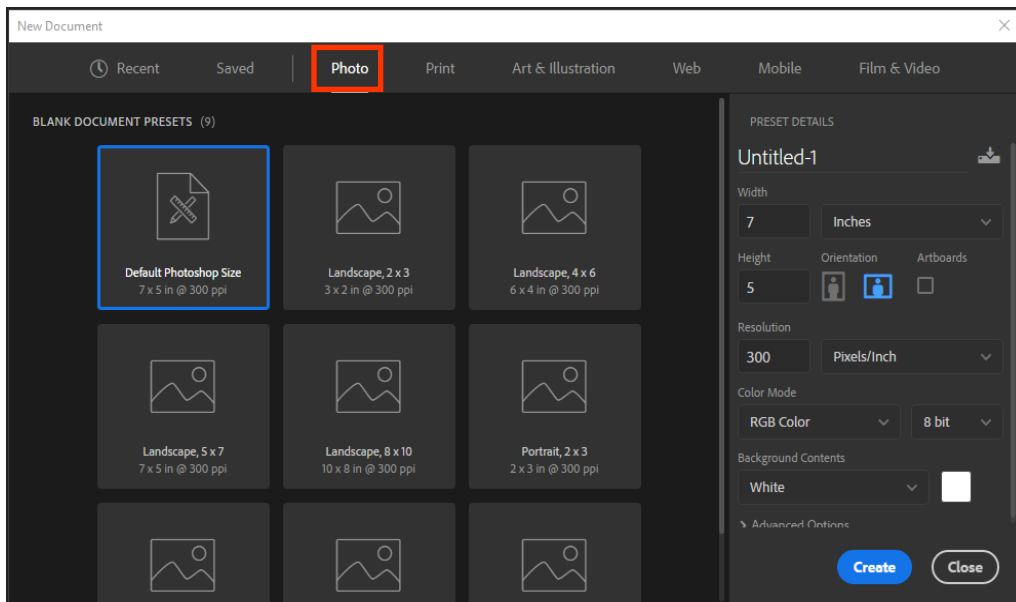 New Document
Recent Saved Photo Print Art & Illustration Web Mobile Film & Video
BLANK DOCUMENT PRESETS (9)
Default Photoshop Size
7 x 5 in @ 300 ppi
Landscape, 2 x 3
3 x 2 in @ 300 ppi
Landscape, 4 x 6
6 x 4 in @ 300 ppi
Landscape, 5 x 7
7 x 5 in @ 300 ppi
Landscape, 8 x 10
10 x 8 in @ 300 ppi
Portrait, 2 x 3
2 x 3 in @ 300 ppi
PRESET DETAILS
Untitled-1
Width
7 Inches
Height Orientation Artboards
5
Resolution
300 Pixels/Inch
Color Mode
RGB Color 8 bit
Background Contents
White
Advanced Options
Create Close